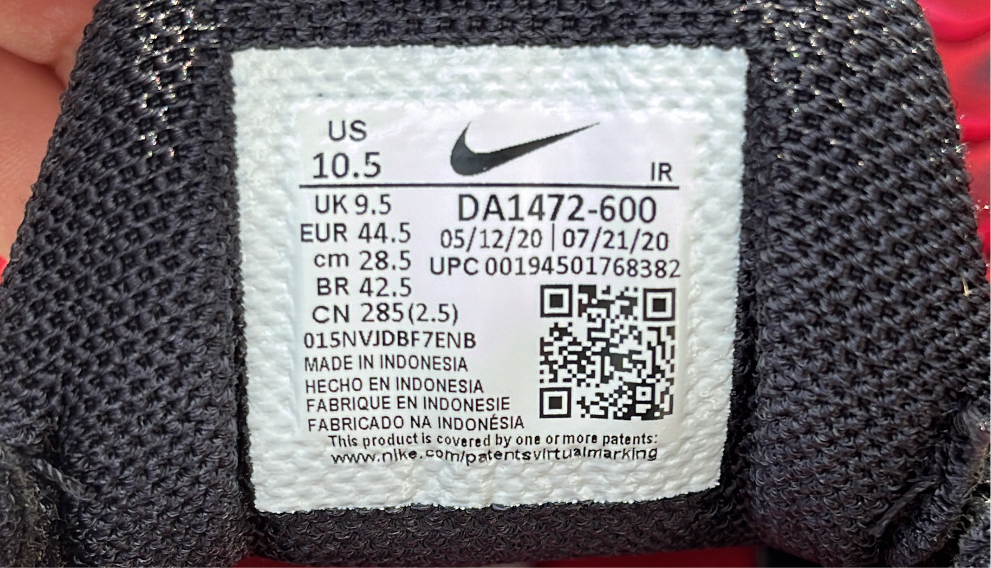 US
10.5
IR
UK 9.5
DA1472-600
EUR 44.5
05/12/20 | 07/21/20
cm 28.5
UPC 00194501768382
BR 42.5
CN 285(2.5)
015NVJDBF7ENB
MADE IN INDONESIA
HECHO EN INDONESIA
FABRIQUE EN INDONESIE
FABRICADO NA INDONÉSIA
This product is covered by one or more patents:
www.nike.com/patentsvirtualmarking